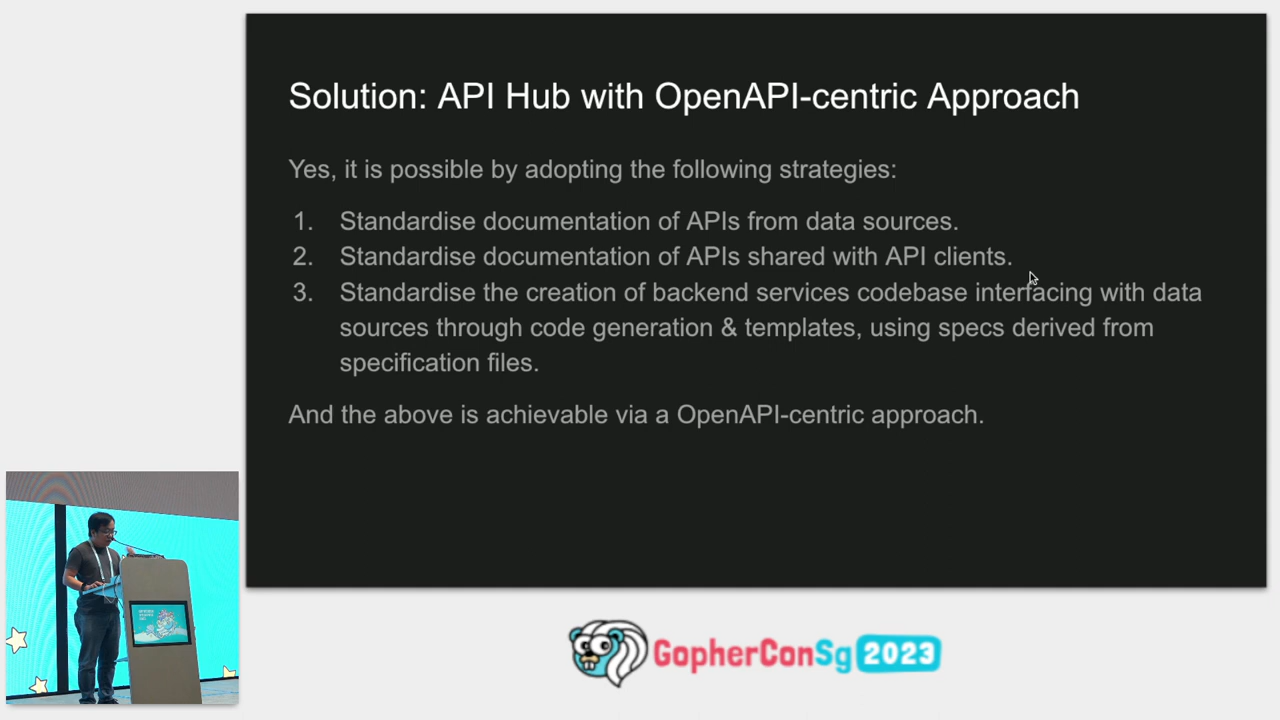 Solution: API Hub with OpenAPI-centric Approach
Yes, it is possible by adopting the following strategies:
1. Standardise documentation of APIs from data sources.
2. Standardise documentation of APIs shared with API clients.
3. Standardise the creation of backend services codebase interfacing with data
sources through code generation & templates, using specs derived from
specification files.
And the above is achievable via a OpenAPI-centric approach.
GopherConSg 2023